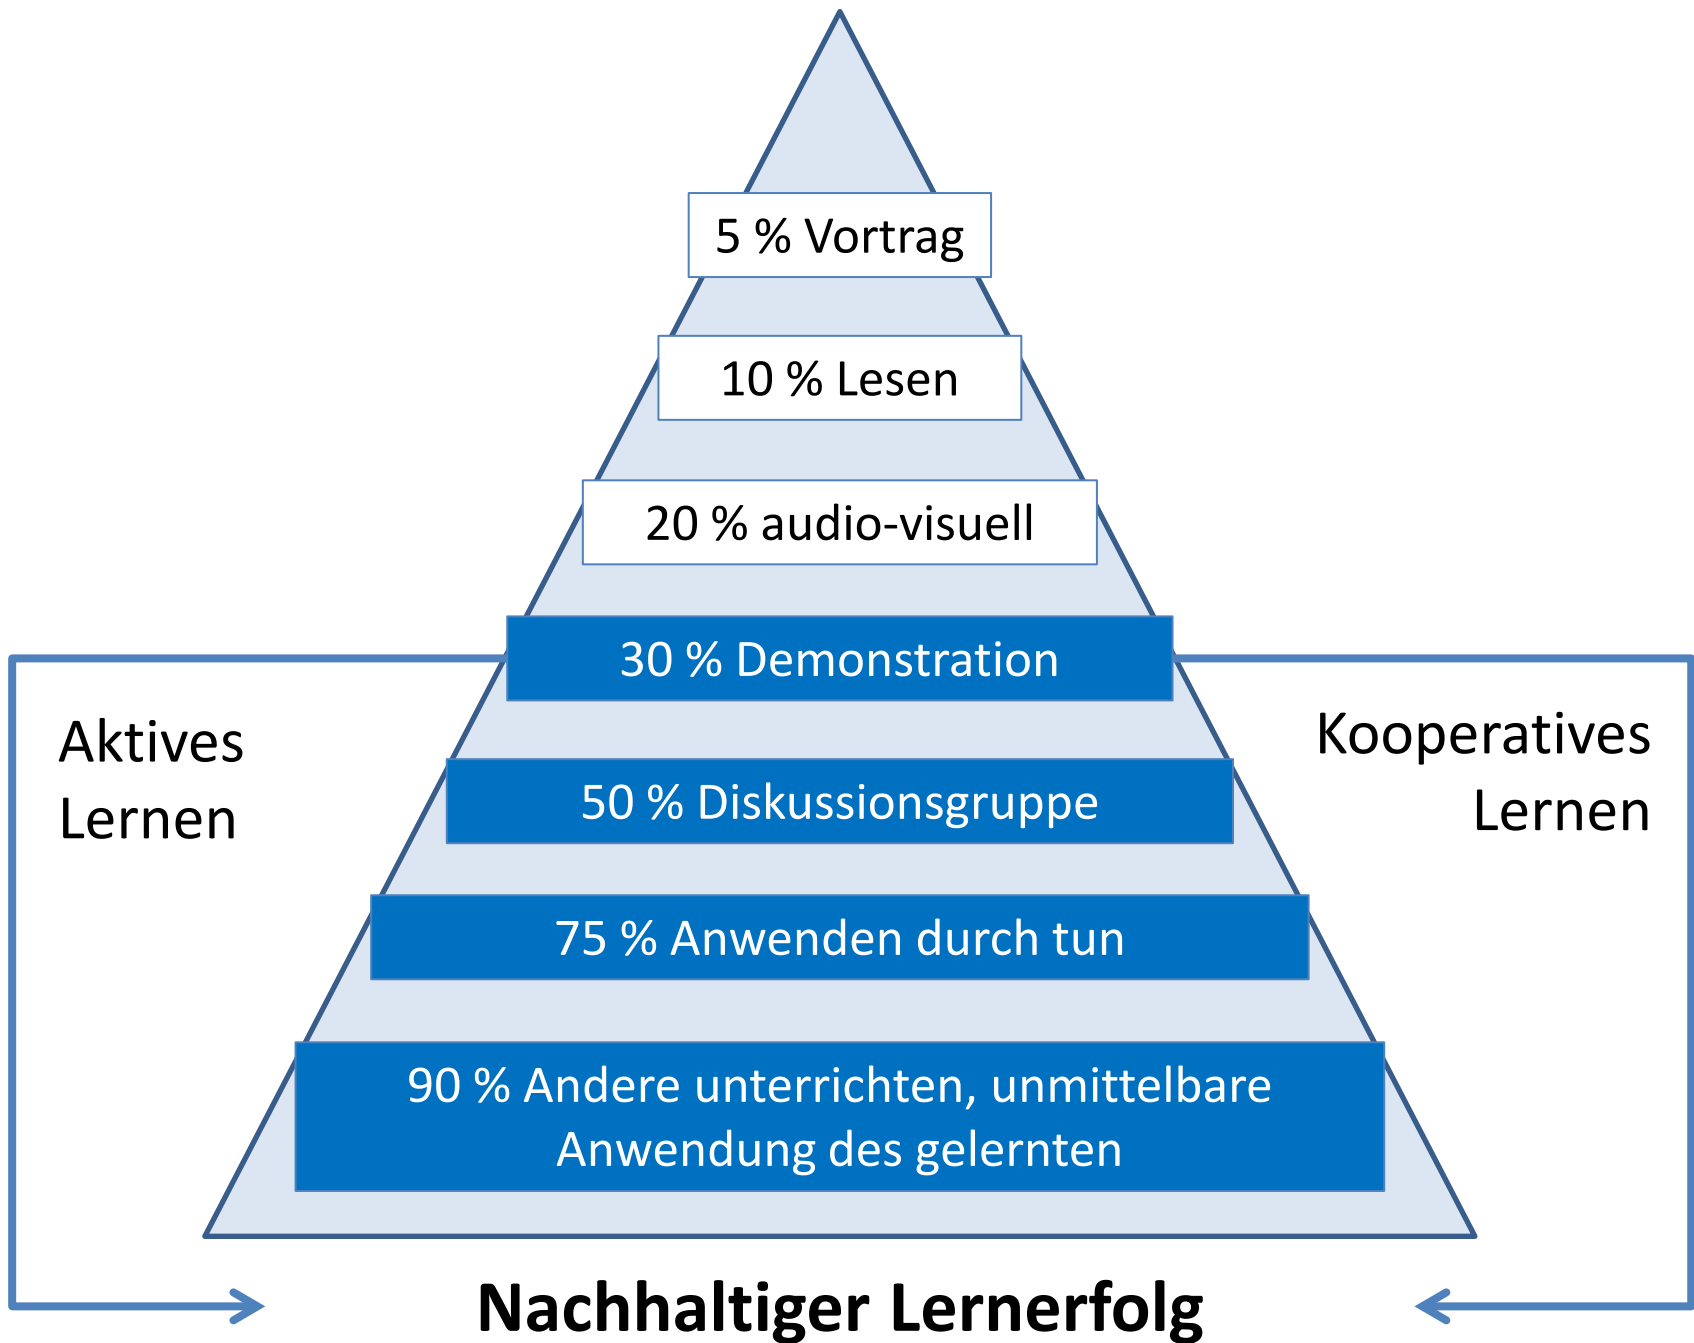 5 % Vortrag
10 % Lesen
20 % audio-visuell
30 % Demonstration
Aktives
Lernen
Kooperatives
Lernen
50 % Diskussionsgruppe
75 % Anwenden durch tun
90 % Andere unterrichten, unmittelbare
Anwendung des gelernten
Nachhaltiger Lernerfolg